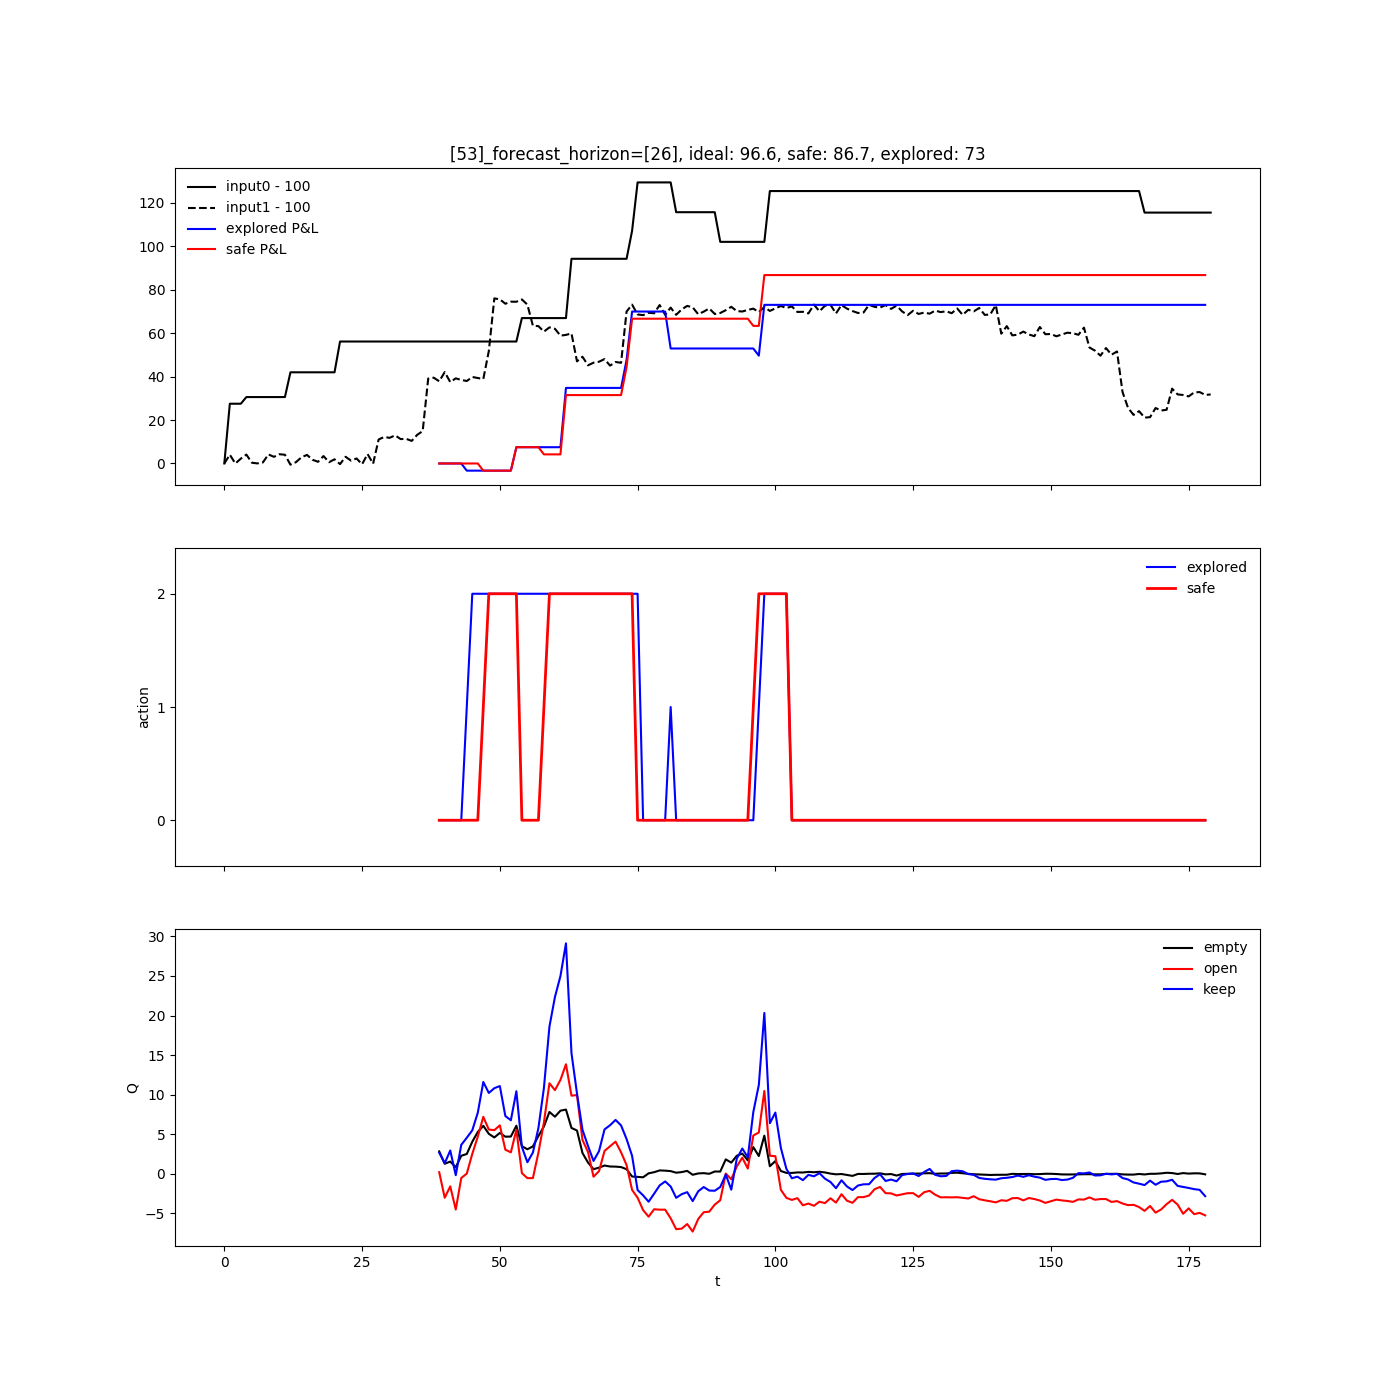 [53]_forecast_horizon=[26], ideal: 96.6, safe: 86.7, explored: 73
input0 - 100
input1 - 100
explored P&L
safe P&L
120
100
80
60
40
20
0
explored
safe
action
2
1
0
empty
open
keep
Q
30
25
20
15
10
5
0
−5
0 25 50 75 100 125 150 175
t